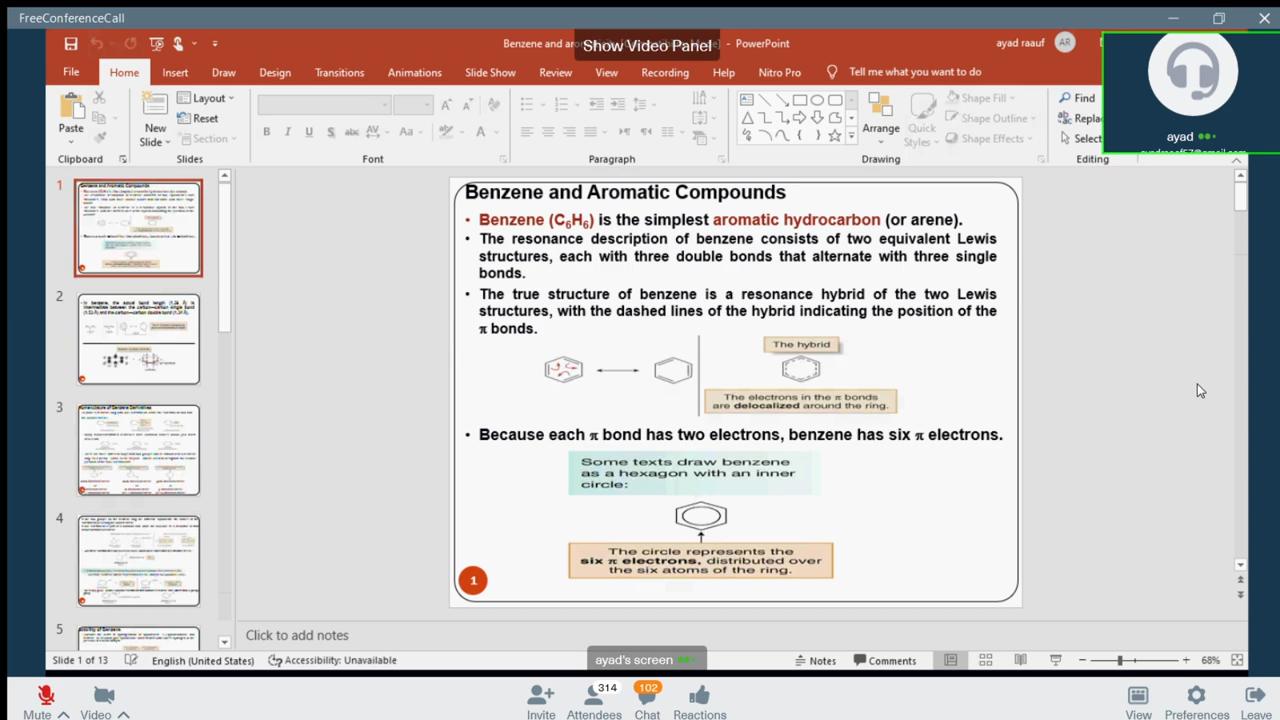 FreeConferenceCall
Benzene and aro
Show Video Panel
- PowerPoint
ayad raauf
AR
File Home Insert Draw Design Slide Show Transitions Animations Review View Recording Help Nitro Pro Tell me what you want to do
Paste
New Slide
Layout
Reset
Section
Arrange
Quick Styles
Shape Fill
Shape Outline
Shape Effects
Find
Replac
Select
Clipboard
Slides
Font
Paragraph
Drawing
Editing
ayad
1
2
3
4
5
Benzene and Aromatic Compounds
• Benzene (C6H6) is the simplest aromatic hydrocarbon (or arene).
• The resonance description of benzene consists of two equivalent Lewis
structures, each with three double bonds that alternate with three single
bonds.
• The true structure of benzene is a resonance hybrid of the two Lewis
structures, with the dashed lines of the hybrid indicating the position of the
π bonds.
The hybrid
The electrons in the π bonds
are delocalized around the ring.
• Because each π bond has two electrons, benzene has six π electrons.
Some texts draw benzene
as a hexagon with an inner
circle:
The circle represents the
six π electrons, distributed over
the six atoms of the ring.
1
Click to add notes
Slide 1 of 13 English (United States) Accessibility: Unavailable
ayad's screen
Notes Comments 68%
Mute Video
Invite
314
Attendees
102
Chat
Reactions
View Preferences Leave